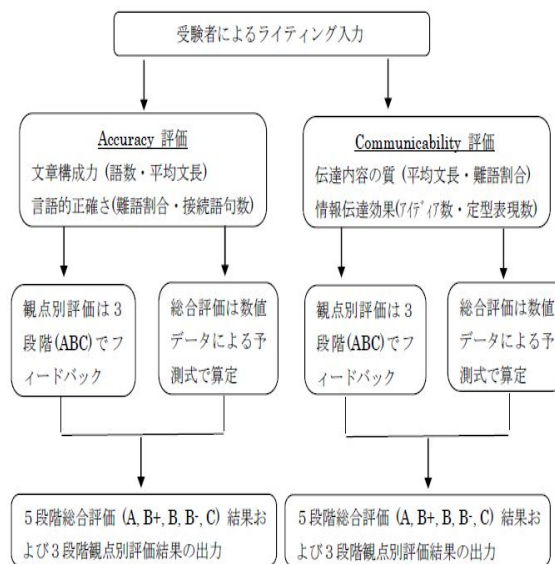 受験者によるライティング入力
Accuracy 評価
文章構成力 (語数・平均文長)
言語的正確さ(難語割合・接続語句数)
Communicability 評価
伝達内容の質 (平均文長・難語割合)
情報伝達効果(ｱｲﾃﾞｨｱ数・定型表現数)
観点別評価は３
段階(ABC)でフ
ィードバック
総合評価は数値
データによる予
測式で算定
観点別評価は３
段階(ABC)でフ
ィードバック
総合評価は数値
データによる予
測式で算定
５段階総合評価 (A, B+, B, B-, C) 結果お
よび３段階観点別評価結果の出力
５段階総合評価 (A, B+, B, B-, C) 結果お
よび３段階観点別評価結果の出力